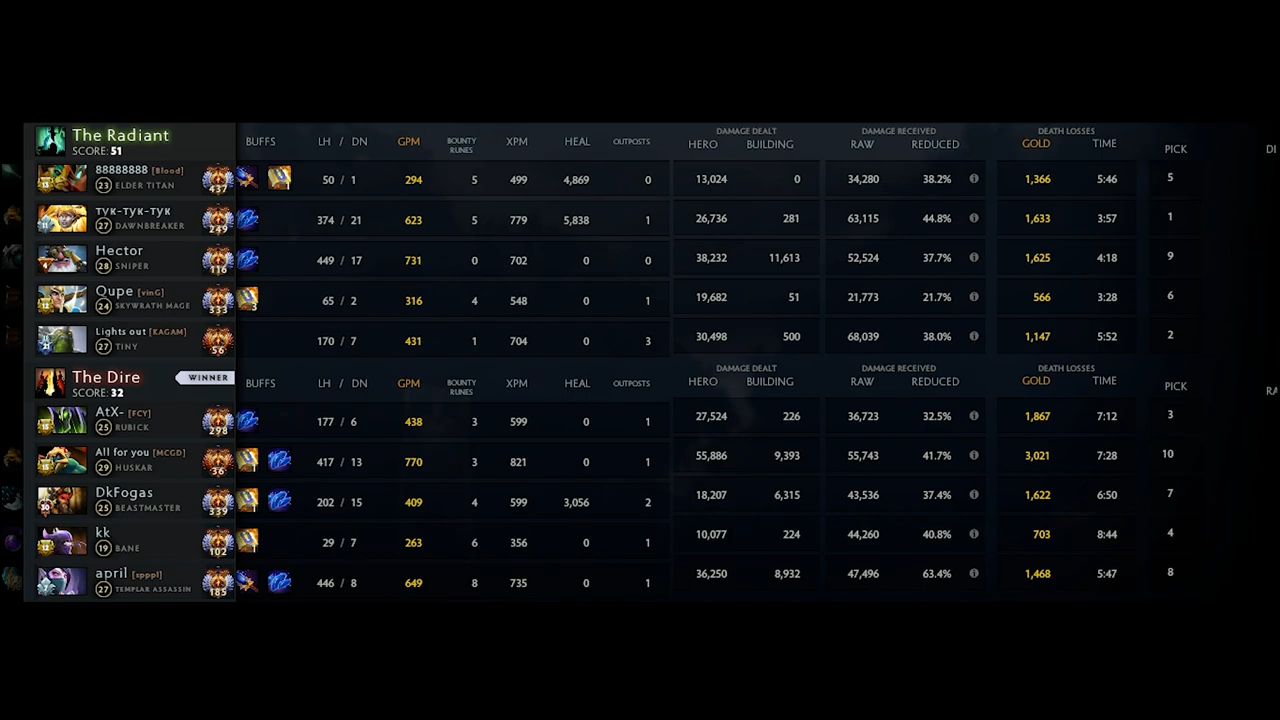 The Radiant
SCORE: 51
BUFFS LH / DN GPM BOUNTY RUNES XPM HEAL OUTPOSTS DAMAGE DEALT HERO BUILDING DAMAGE RECEIVED RAW REDUCED DEATH LOSSES GOLD TIME PICK DI
88888888 [Blood] 23 ELDER TITAN 437 50 / 1 294 5 499 4,869 0 13,024 0 34,280 38.2% 1,366 5:46 5
тук-тук-тук 27 DAWNBREAKER 249 374 / 21 623 5 779 5,838 1 26,736 281 63,115 44.8% 1,633 3:57 1
Hector 28 SNIPER 116 449 / 17 731 0 702 0 0 38,232 11,613 52,524 37.7% 1,625 4:18 9
Qupe [vinG] 24 SKYWRATH MAGE 333 3 65 / 2 316 4 548 0 1 19,682 51 21,773 21.7% 566 3:28 6
Lights out [KAGAM] 27 TINY 56 170 / 7 431 1 704 0 3 30,498 500 68,039 38.0% 1,147 5:52 2
The Dire WINNER
SCORE: 32
BUFFS LH / DN GPM BOUNTY RUNES XPM HEAL OUTPOSTS DAMAGE DEALT HERO BUILDING DAMAGE RECEIVED RAW REDUCED DEATH LOSSES GOLD TIME PICK RA
AtX- [FCY] 25 RUBICK 298 177 / 6 438 3 599 0 1 27,524 226 36,723 32.5% 1,867 7:12 3
All for you [MCGD] 29 HUSKAR 36 417 / 13 770 3 821 0 1 55,886 9,393 55,743 41.7% 3,021 7:28 10
DkFogas 25 BEASTMASTER 339 202 / 15 409 4 599 3,056 2 18,207 6,315 43,536 37.4% 1,622 6:50 7
kk 19 BANE 102 29 / 7 263 6 356 0 1 10,077 224 44,260 40.8% 703 8:44 4
april [spppl] 27 TEMPLAR ASSASSIN 185 446 / 8 649 8 735 0 1 36,250 8,932 47,496 63.4% 1,468 5:47 8